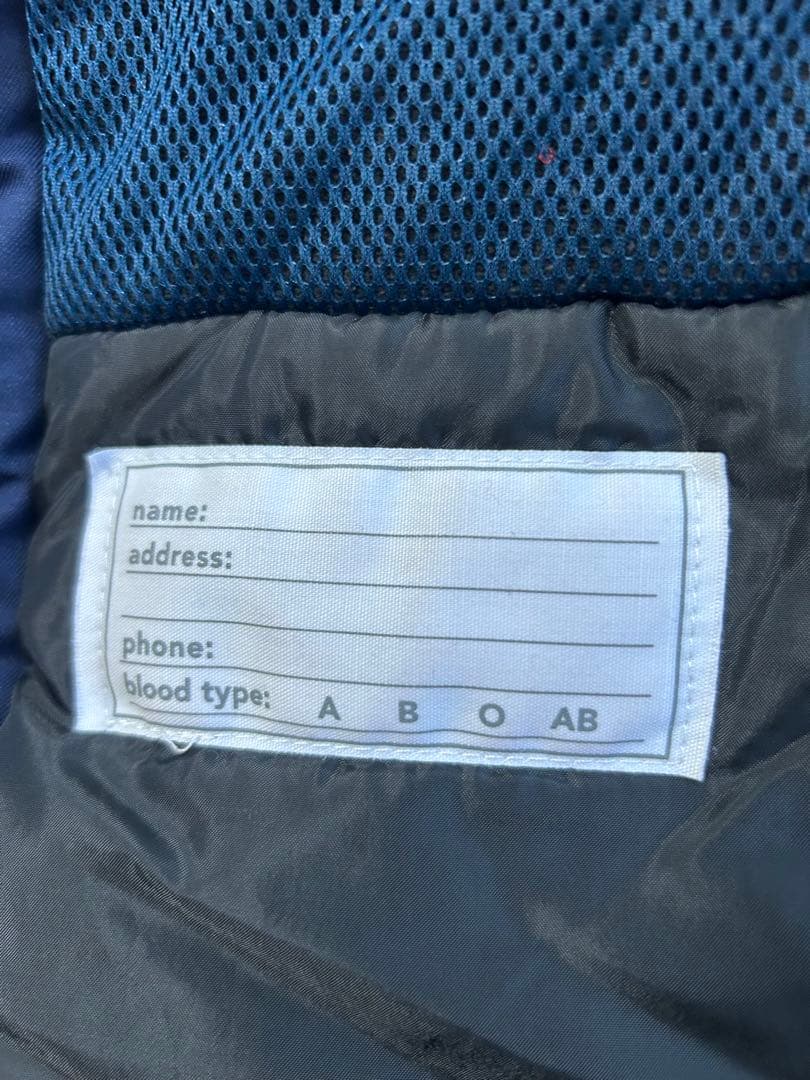 name:
address:
phone:
blood type: A B O AB